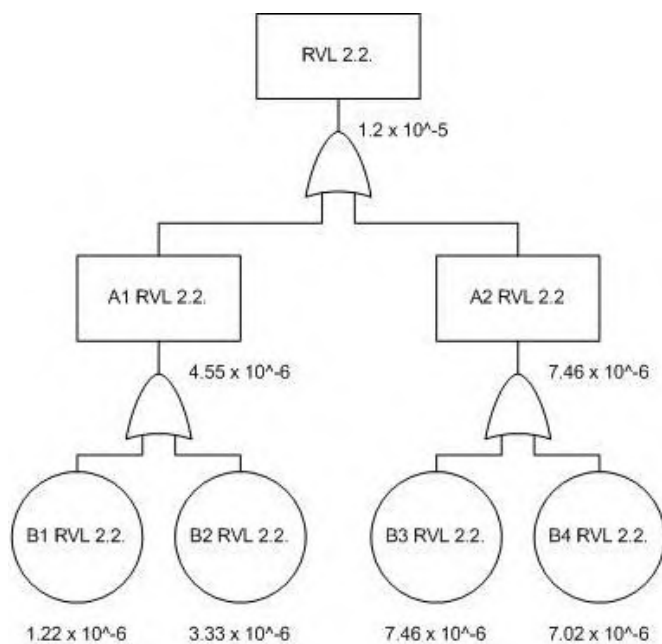 RVL 2.2.
1.2 x 10^-5
A1 RVL 2.2.
A2 RVL 2.2
4.55 x 10^-6
7.46 x 10^-6
B1 RVL 2.2.
B2 RVL 2.2.
B3 RVL 2.2.
B4 RVL 2.2.
1.22 x 10^-6
3.33 x 10^-6
7.46 x 10^-6
7.02 x 10^-6